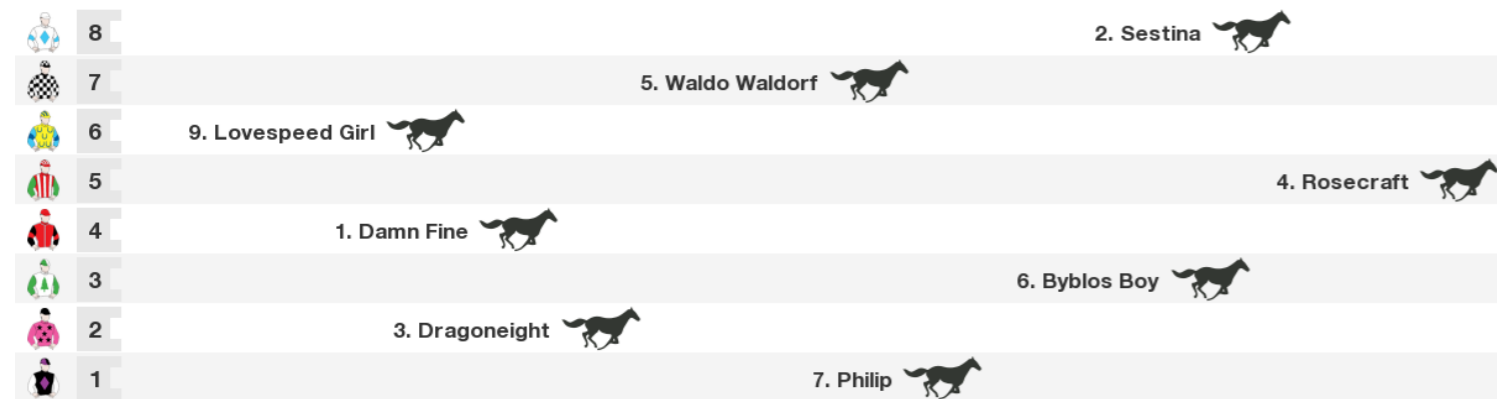 8 2. Sestina
7 5. Waldo Waldorf
6 9. Lovespeed Girl
5 4. Rosecraft
4 1. Damn Fine
3 6. Byblos Boy
2 3. Dragoneight
1 7. Philip